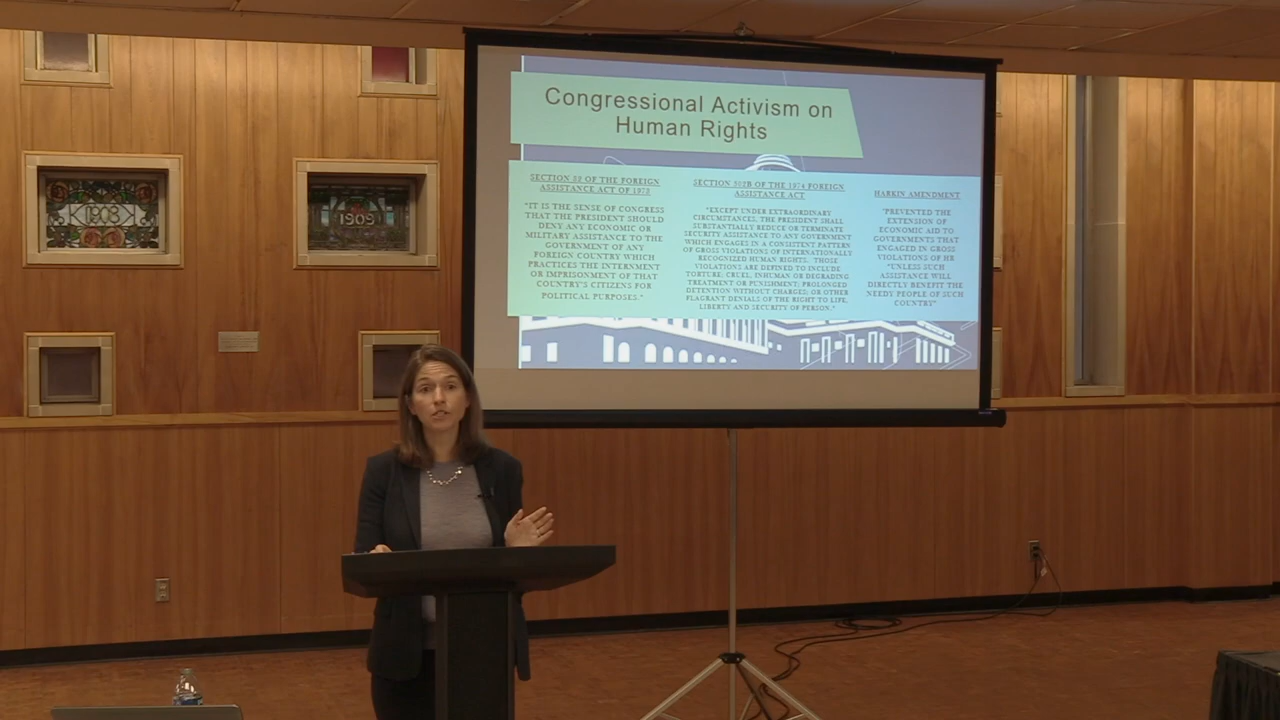 Congressional Activism on
Human Rights
SECTION 32 OF THE FOREIGN
ASSISTANCE ACT OF 1973
"IT IS THE SENSE OF CONGRESS
THAT THE PRESIDENT SHOULD
DENY ANY ECONOMIC OR
MILITARY ASSISTANCE TO THE
GOVERNMENT OF ANY
FOREIGN COUNTRY WHICH
PRACTICES THE INTERNMENT
OR IMPRISONMENT OF THAT
COUNTRY'S CITIZENS FOR
POLITICAL PURPOSES."
SECTION 502B OF THE 1974 FOREIGN
ASSISTANCE ACT
"EXCEPT UNDER EXTRAORDINARY
CIRCUMSTANCES, THE PRESIDENT SHALL
SUBSTANTIALLY REDUCE OR TERMINATE
SECURITY ASSISTANCE TO ANY GOVERNMENT
WHICH ENGAGES IN A CONSISTENT PATTERN
OF GROSS VIOLATIONS OF INTERNATIONALLY
RECOGNIZED HUMAN RIGHTS. THOSE
VIOLATIONS ARE DEFINED TO INCLUDE
TORTURE, CRUEL, INHUMAN OR DEGRADING
TREATMENT OR PUNISHMENT; PROLONGED
DETENTION WITHOUT CHARGES; OR OTHER
FLAGRANT DENIALS OF THE RIGHT TO LIFE,
LIBERTY AND SECURITY OF PERSON."
HARKIN AMENDMENT
"PREVENTED THE
EXTENSION OF
ECONOMIC AID TO
GOVERNMENTS THAT
ENGAGED IN GROSS
VIOLATIONS OF HR
"UNLESS SUCH
ASSISTANCE WILL
DIRECTLY BENEFIT THE
NEEDY PEOPLE OF SUCH
COUNTRY"
1908
1909